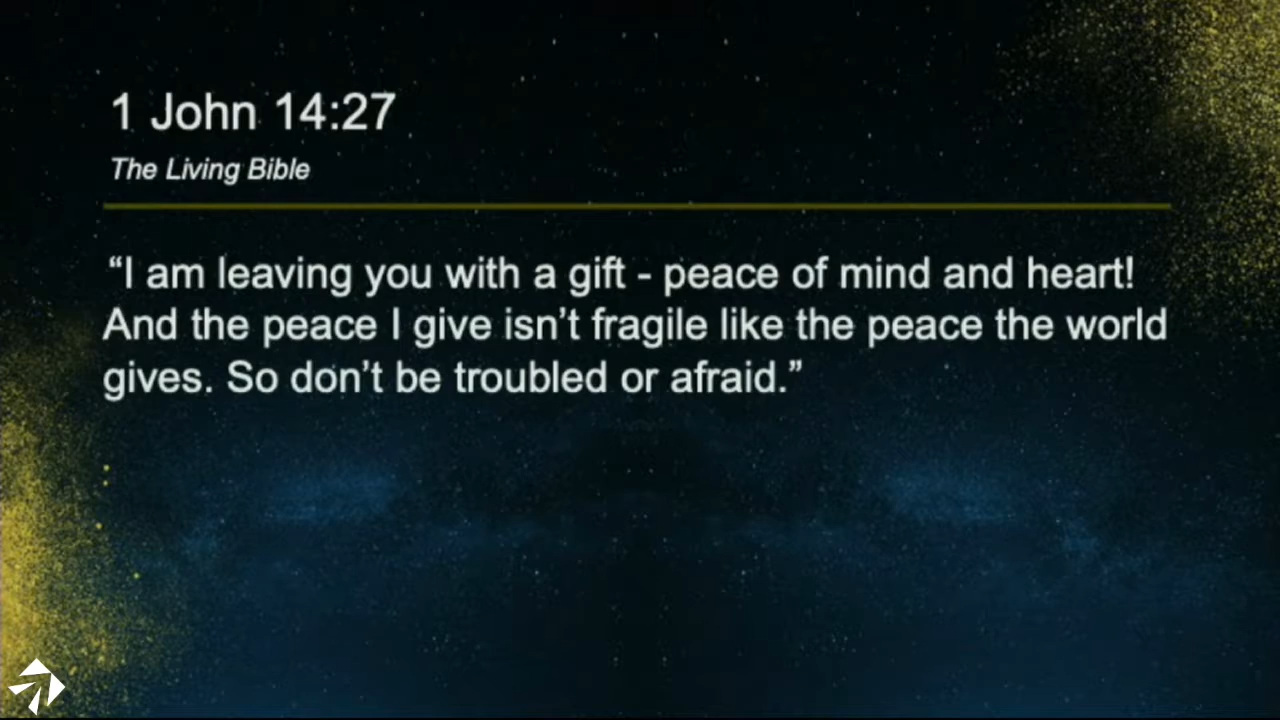 1 John 14:27
The Living Bible
“I am leaving you with a gift - peace of mind and heart!
And the peace I give isn’t fragile like the peace the world
gives. So don’t be troubled or afraid.”